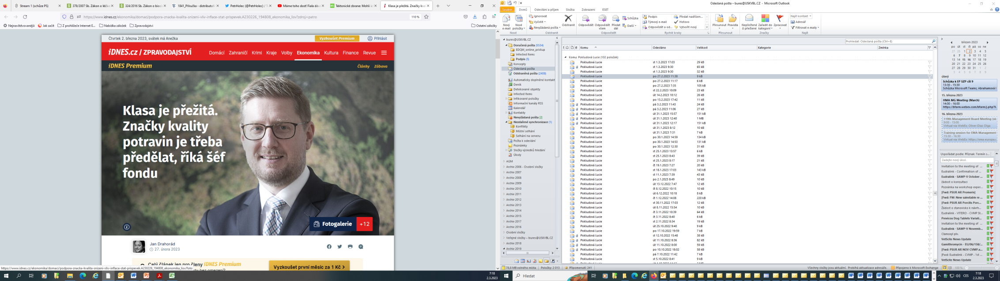 Stream 1 (schůze PS)
378/2007 Sb. Zákon o léčive
324/2016 Sb. Zákon o bioc
1841_Příručka - distributoři
PetrHolec (@PetrHolec) / T
Máme toho dost! Fiala dává
Tektonické zbrane: Mohli ic
Klasa je přežitá. Značky kval
https://www.idnes.cz/ekonomika/domaci/podpora-znacka-kvalita-snizeni-vliv-inflace-stat-prispevek.A230226_194808_ekonomika_lisv?zdroj=patro
110 %
Nejnavštěvovanější
Jak začít
Z prohlížeče Internet E...
Nabídka záložek
Zpravodajství
Ostatní záložky
Čtvrtek 2. března 2023, svátek má Anežka
Vyzkoušet Premium
Přihlásit
iDNES.cz / ZPRAVODAJSTVÍ
Domácí Zahraničí Krimi Kraje Volby Ekonomika Kultura Finance Revue
iDNES Premium
Články Zábava
Klasa je přežitá.
Značky kvality
potravin je třeba
předělat, říká šéf
fondu
Fotogalerie +12
Jan Drahorád
27. února 2023
Celý článek jen pro členy iDNES Premium
Vyzkoušet první měsíc za 1 Kč
https://www.idnes.cz/ekonomika/domaci/podpora-znacka-kvalita-snizeni-vliv-inflace-stat-prispevek.A230226_194808_ekonomika_lisv/foto
7:18
2.3.2023
Odeslaná pošta – bures@USKVBL.CZ - Microsoft Outlook
Soubor Domů Odesílání a příjem Složka Zobrazení ESET
Nový e-mail
Nové položky
Nové
Ignorovat
Vyčistit
Nevyžádaná pošta
Odstranit
Odstranit
Odpovědět
Odpovědět všem
Předat dál
Schůzka
Další
Odpovědět
Podpis
Týmový e-mail
Odpovědět a od...
Předat nadřízen...
Hotovo
Vytvořit nový
Rychlé kroky
Přesunout
Pravidla
Přesunout
Nepřečtené či přečtené
Zařadit do kategorií
Zpracovat
Značky
Najít kontakt
Adresář
Filtrovat e-maily
Najít
bures@USKVBL.CZ
Doručená pošta (5534)
EDQM_online_pristup
Infected Items
Podpis (5)
Koncepty
Odeslaná pošta
Odstraněná pošta (2408)
Automaticky doplněné kontakt
Deník
Detekované objekty
Infected Items
Infikované položky
Informační kanály RSS
Kalendář
Kontakty
Nevyžádaná pošta [2]
Nezdařené synchronizace (1)
Konflikty
Místní selhání
Selhání na serveru
Pošta k odeslání
Poznámky
Složky výsledků hledání
Úkoly
AGM
Archiv 2006 - Osobní složky
Archiv 2007
Archiv 2008
Archiv 2009
Archiv 2010
Archiv 2011
Archiv 2012
Archiv 2013
Archiv 2014
Archiv 2015
Archiv 2017
Archiv 2016
Osobní složky
Veřejné složky – bures@USKVBL.CZ
Archiv 2018
Archiv 2019
Prohledat: Odeslaná pošta (Ctrl+E)
Komu Odesláno Velikost Kategorie Zmínka
Komu: Pokludová Lucie (102 položek)
Pokludová Lucie st 1.3.2023 17:03 29 kB
Pokludová Lucie st 1.3.2023 9:30 65 kB
Pokludová Lucie st 1.3.2023 9:30 32 kB
Pokludová Lucie po 27.2.2023 11:38 9 kB
Pokludová Lucie po 27.2.2023 11:17 6 kB
Pokludová Lucie po 27.2.2023 7:35 105 kB
Pokludová Lucie st 22.2.2023 10:09 23 kB
Pokludová Lucie út 14.2.2023 10:12 26 kB
Pokludová Lucie po 13.2.2023 17:42 11 kB
Pokludová Lucie pá 3.2.2023 11:43 24 kB
Pokludová Lucie pá 3.2.2023 11:06 27 kB
Pokludová Lucie út 31.1.2023 15:57 151 kB
Pokludová Lucie út 31.1.2023 12:40 1 MB
Pokludová Lucie út 31.1.2023 12:17 151 kB
Pokludová Lucie út 31.1.2023 8:12 10 kB
Pokludová Lucie út 31.1.2023 7:31 7 kB
Pokludová Lucie po 30.1.2023 14:59 134 kB
Pokludová Lucie po 30.1.2023 14:53 131 kB
Pokludová Lucie po 30.1.2023 12:30 31 kB
Pokludová Lucie st 25.1.2023 13:57 6 kB
Pokludová Lucie st 25.1.2023 8:43 39 kB
Pokludová Lucie st 25.1.2023 8:17 21 kB
Pokludová Lucie čt 19.1.2023 7:27 20 kB
Pokludová Lucie st 18.1.2023 17:03 143 kB
Pokludová Lucie st 11.1.2023 7:39 43 kB
Pokludová Lucie po 2.1.2023 8:49 10 kB
Pokludová Lucie út 13.12.2022 7:47 12 kB
Pokludová Lucie čt 8.12.2022 10:15 10 kB
Pokludová Lucie út 6.12.2022 10:18 8 kB
Pokludová Lucie čt 1.12.2022 14:08 220 kB
Pokludová Lucie st 30.11.2022 17:03 12 kB
Pokludová Lucie út 8.11.2022 15:54 10 kB
Pokludová Lucie čt 3.11.2022 10:39 64 kB
Pokludová Lucie čt 3.11.2022 8:40 6 kB
Pokludová Lucie st 2.11.2022 8:34 19 kB
Pokludová Lucie út 25.10.2022 9:40 9 kB
Pokludová Lucie po 17.10.2022 19:59 7 kB
Pokludová Lucie st 12.10.2022 15:48 38 kB
Pokludová Lucie út 11.10.2022 8:36 82 kB
Pokludová Lucie út 11.10.2022 8:00 59 kB
Pokludová Lucie po 10.10.2022 18:02 58 kB
Pokludová Lucie pá 7.10.2022 11:42 7 kB
Pokludová Lucie st 5.10.2022 8:41 9 kB
březen 2023
po út st čt pá so ne
27 28 1 2 3 4 5
6 7 8 9 10 11 12
13 14 15 16 17 18 19
20 21 22 23 24 25 26
27 28 29 30 31 1 2
3 4 5 6 7 8 9
úterý
Schůzka k EP SZP cíli 9
13:30 - 15:30
Schůzka Microsoft Teams; Abrahamová
15. března 2023
HMA MG Meeting (March)
14:00 - 16:00
https://bfarm.webex.com/bfarm/j.php?M
16. března 2023
119th Management Board Meeting (vi
9:00 - 15:00
Virtual via WebEx; Oliver-Diaz Olga
Training session for EMA Management
15:30 - 16:30
Virtual via WebEx: https://ema-europa.
Uspořádat podle: Příznak: Termín s...
Zadejte nový úkol.
Invitation to the meeting of ...
Eudralink - Confirmation of ...
Eudralink - SAWP-V October ...
žádost o konzultaci
Pozvánka na workshop exper...
[Fwd: PSUR AR Promeris]
[Fwd: FW: New salestable re ...
[Fwd: PSUR AR Porcilis Porc...
Žádost o stanovisko k návrh...
Eudralink - VITERO - CVMP St...
Previcox Dog Tablets Variati...
Invitation to the meeting of ...
Eudralink - SAWP-V Novemb...
Clamoxyl plv.
VetScite News Update
Gamithromycin - EU/06/158/...
[Fwd: PSUR AR NOV CVMP.x...
[Fwd: Eudralink - CVMP - 1st ...
VetScite News Update
78,8 MB volného místa Položky: 2 013 Připomenutí: 241
Všechny složky jsou aktuální. Probíhá aktualizace adresáře. Připojeno k Microsoft Exchange 100 %
Hledat
CES
7:18
2.3.2023